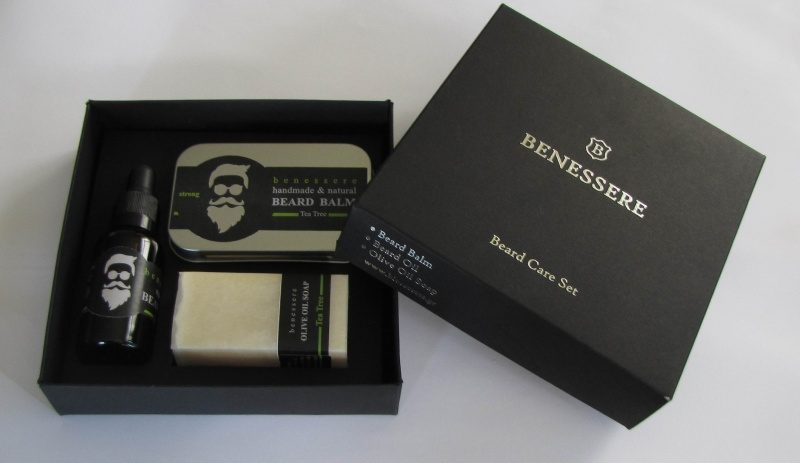 strong
benessere
handmade & natural
BEARD BALM
Tea Tree
benessere
OLIVE OIL SOAP
Tea Tree
B
BENESSERE
Beard Care Set
Beard Balm
Beard Oil
Olive Oil Soap